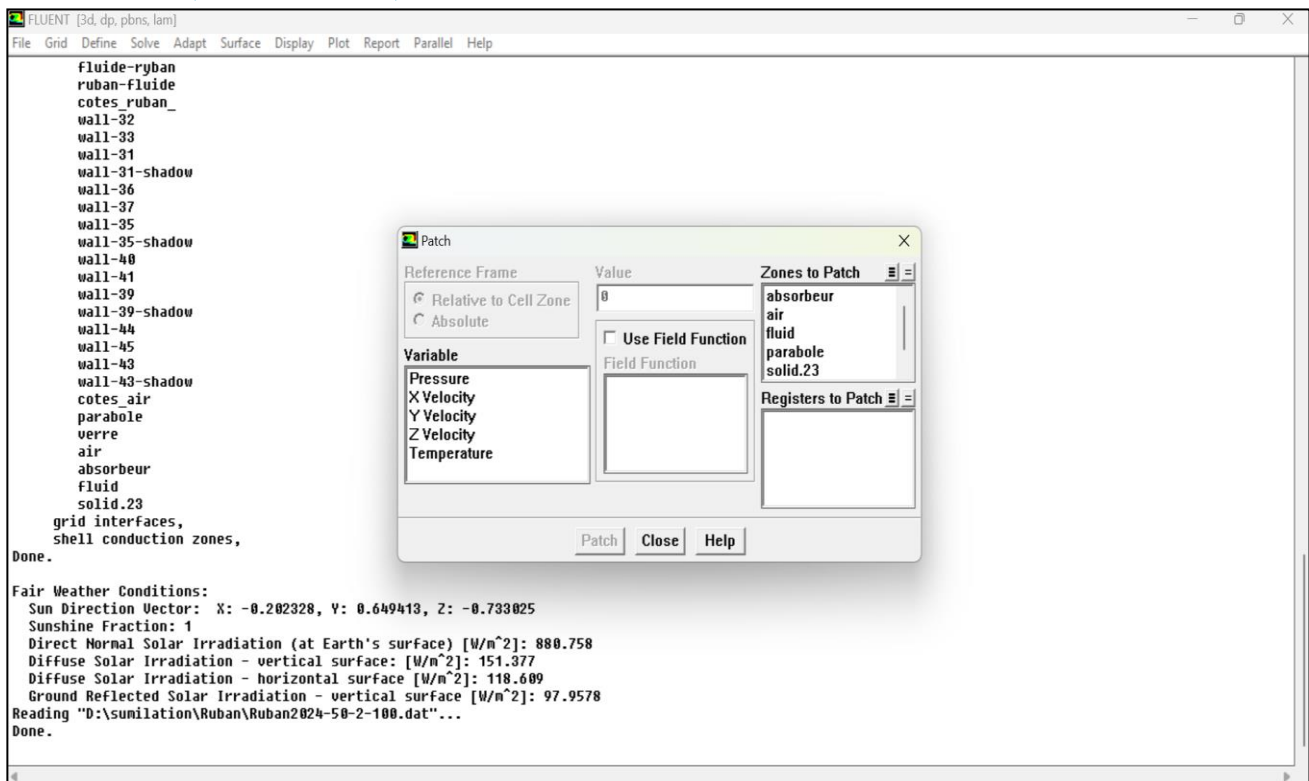 FLUENT [3d, dp, pbns, lam]
File Grid Define Solve Adapt Surface Display Plot Report Parallel Help
fluide-ryban
ruban-fluide
cotes_ruban_
wall-32
wall-33
wall-31
wall-31-shadow
wall-36
wall-37
wall-35
wall-35-shadow
wall-40
wall-41
wall-39
wall-39-shadow
wall-44
wall-45
wall-43
wall-43-shadow
cotes_air
parabole
verre
air
absorbeur
fluid
solid.23
grid interfaces,
shell conduction zones,
Done.
Fair Weather Conditions:
Sun Direction Vector: X: -0.202328, Y: 0.649413, Z: -0.733025
Sunshine Fraction: 1
Direct Normal Solar Irradiation (at Earth's surface) [W/m^2]: 880.758
Diffuse Solar Irradiation - vertical surface: [W/m^2]: 151.377
Diffuse Solar Irradiation - horizontal surface [W/m^2]: 118.609
Ground Reflected Solar Irradiation - vertical surface [W/m^2]: 97.9578
Reading "D:\sumilation\Ruban\Ruban2024-50-2-100.dat"...
Done.
Patch
Reference Frame
Relative to Cell Zone
Absolute
Variable
Pressure
X Velocity
Y Velocity
Z Velocity
Temperature
Value
0
Use Field Function
Field Function
Zones to Patch
absorbeur
air
fluid
parabole
solid.23
Registers to Patch
Patch Close Help